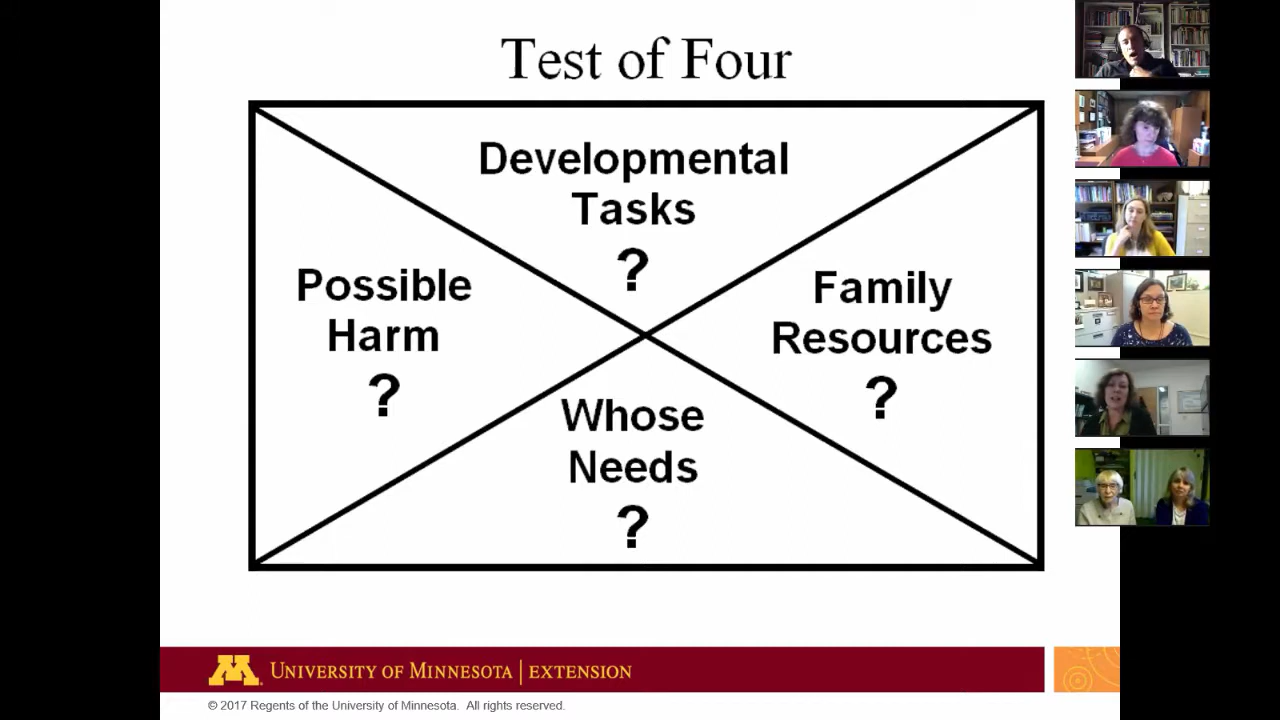 Test of Four
Developmental
Tasks
?
Possible
Harm
?
Family
Resources
?
Whose
Needs
?
M
UNIVERSITY OF MINNESOTA | EXTENSION
© 2017 Regents of the University of Minnesota.  All rights reserved.